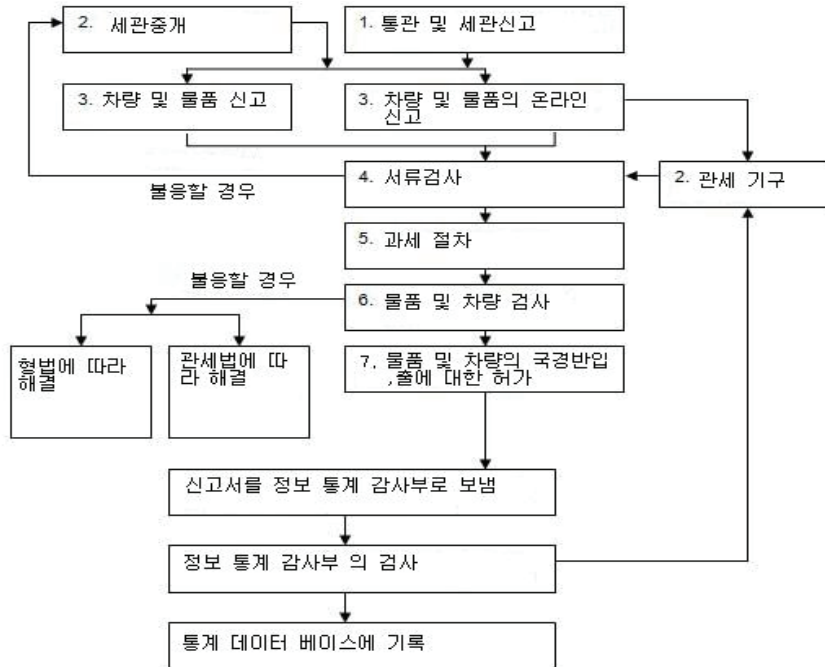 2. 세관중개
1. 통관 및 세관신고
3. 차량 및 물품 신고
3. 차량 및 물품의 온라인
신고
불응할 경우
4. 서류검사
2. 관세 기구
5. 과세 절차
불응할 경우
6. 물품 및 차량 검사
형법에 따라
해결
관세법에 따
라 해결
7, 물품 및 차량의 국경반입
,출에 대한 허가
신고서를 정보 통계 감사부로 보냄
정보 통계 감사부 의 검사
통계 데이터 베이스에 기록